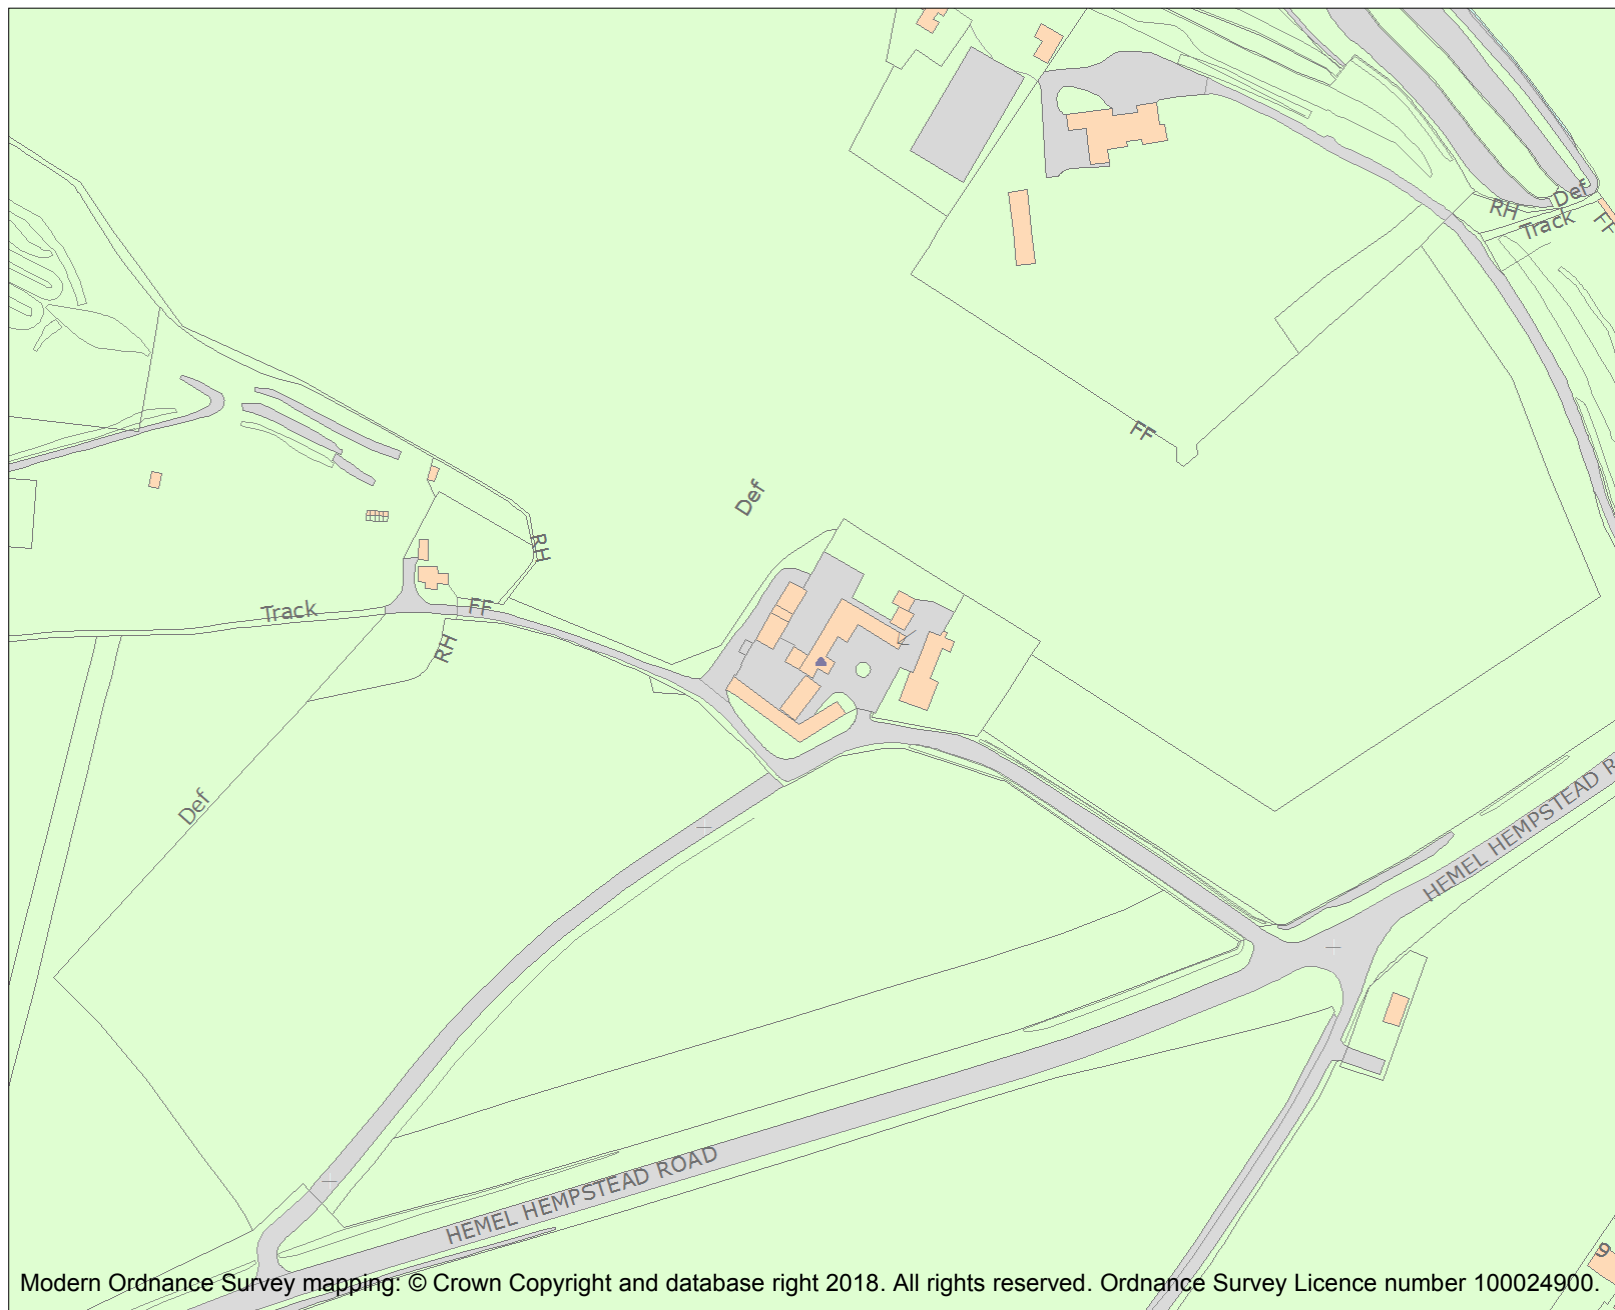 Def
RH
Track
FF
FF
Def
RH
Track
FF
RH
Def
HEMEL HEMPSTEAD R
HEMEL HEMPSTEAD ROAD
9
Modern Ordnance Survey mapping: © Crown Copyright and database right 2018. All rights reserved. Ordnance Survey Licence number 100024900.